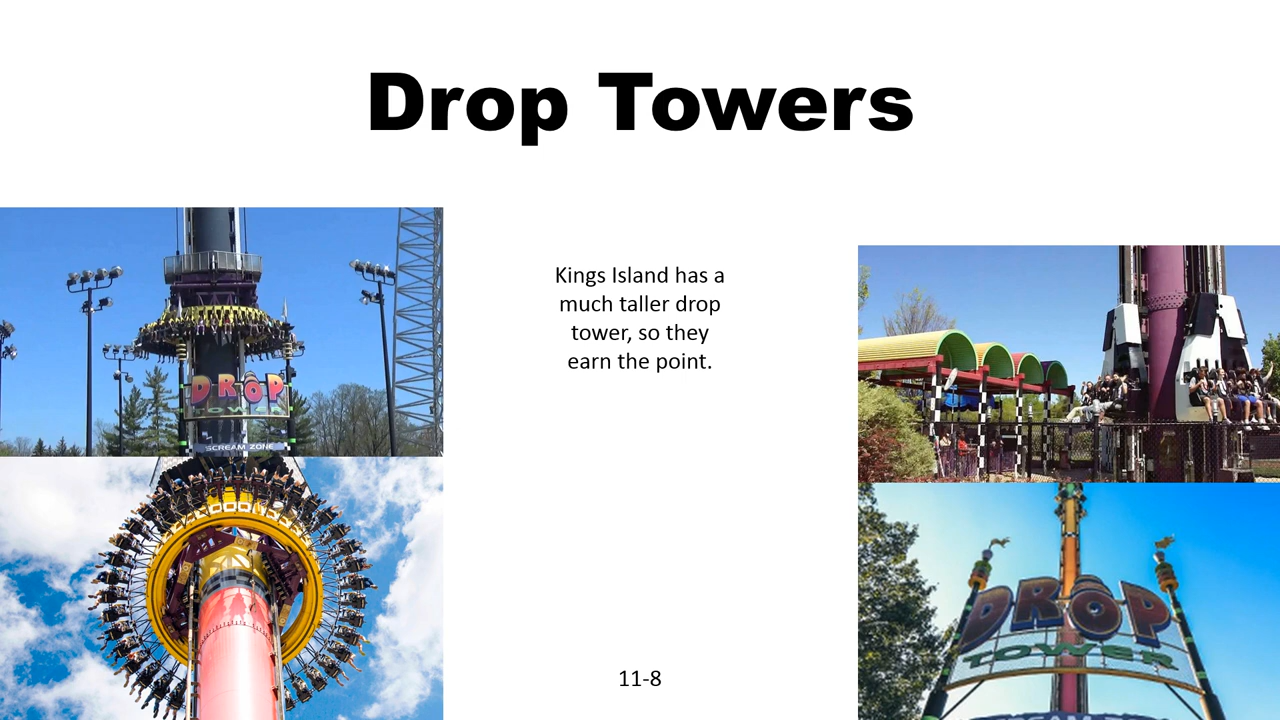 Drop Towers
Kings Island has a
much taller drop
tower, so they
earn the point.
DROP
TOWER
SCREAM ZONE
DROP
TOWER
11-8